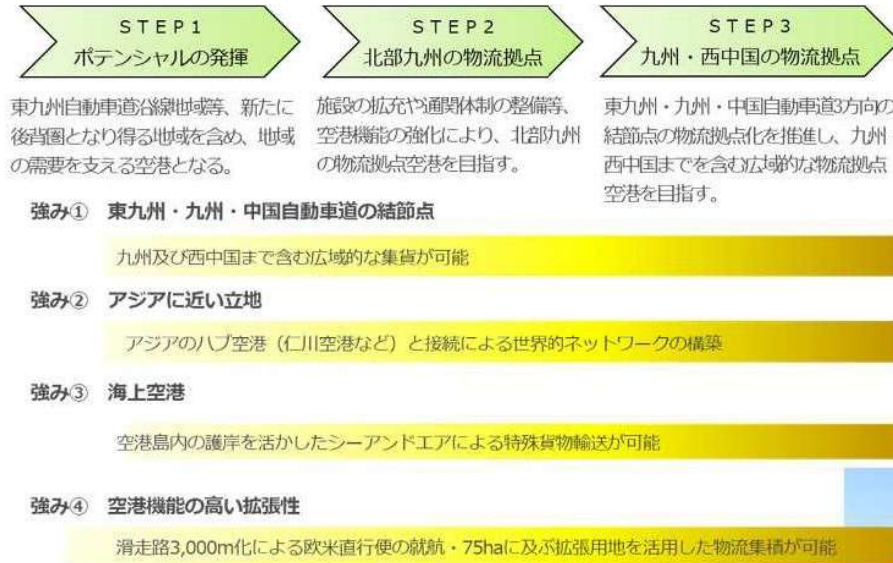 STEP1
ポテンシャルの発揮
東九州自動車道沿線地域等、新たに
後背圏となり得る地域を含め、地域
の需要を支える空港となる。
STEP2
北部九州の物流拠点
施設の拡充や通関体制の整備等、
空港機能の強化により、北部九州
の物流拠点空港を目指す。
STEP3
九州・西中国の物流拠点
東九州・九州・中国自動車道3方向の
結節点の物流拠点化を推進し、九州
西中国までを含む広域的な物流拠点
空港を目指す。
強み① 東九州・九州・中国自動車道の結節点
九州及び西中国まで含む広域的な集貨が可能
強み② アジアに近い立地
アジアのハブ空港（仁川空港など）と接続による世界的ネットワークの構築
強み③ 海上空港
空港島内の護岸を活かしたシーアンドエアによる特殊貨物輸送が可能
強み④ 空港機能の高い拡張性
滑走路3,000m化による欧米直行便の就航・75haに及ぶ拡張用地を活用した物流集積が可能